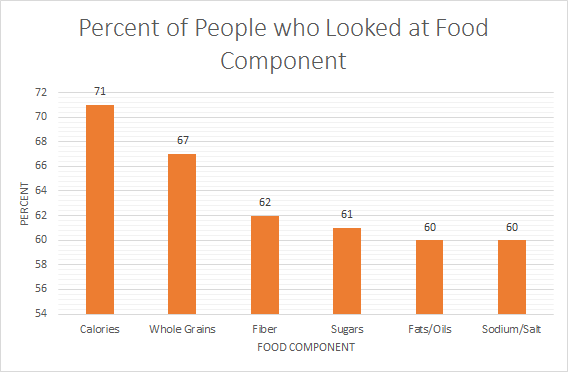 Percent of People who Looked at Food
Component
72
70
68
66
64
62
60
58
56
54
PERCENT
71
67
62
61
60
60
Calories
Whole Grains
Fiber
Sugars
Fats/Oils
Sodium/Salt
FOOD COMPONENT